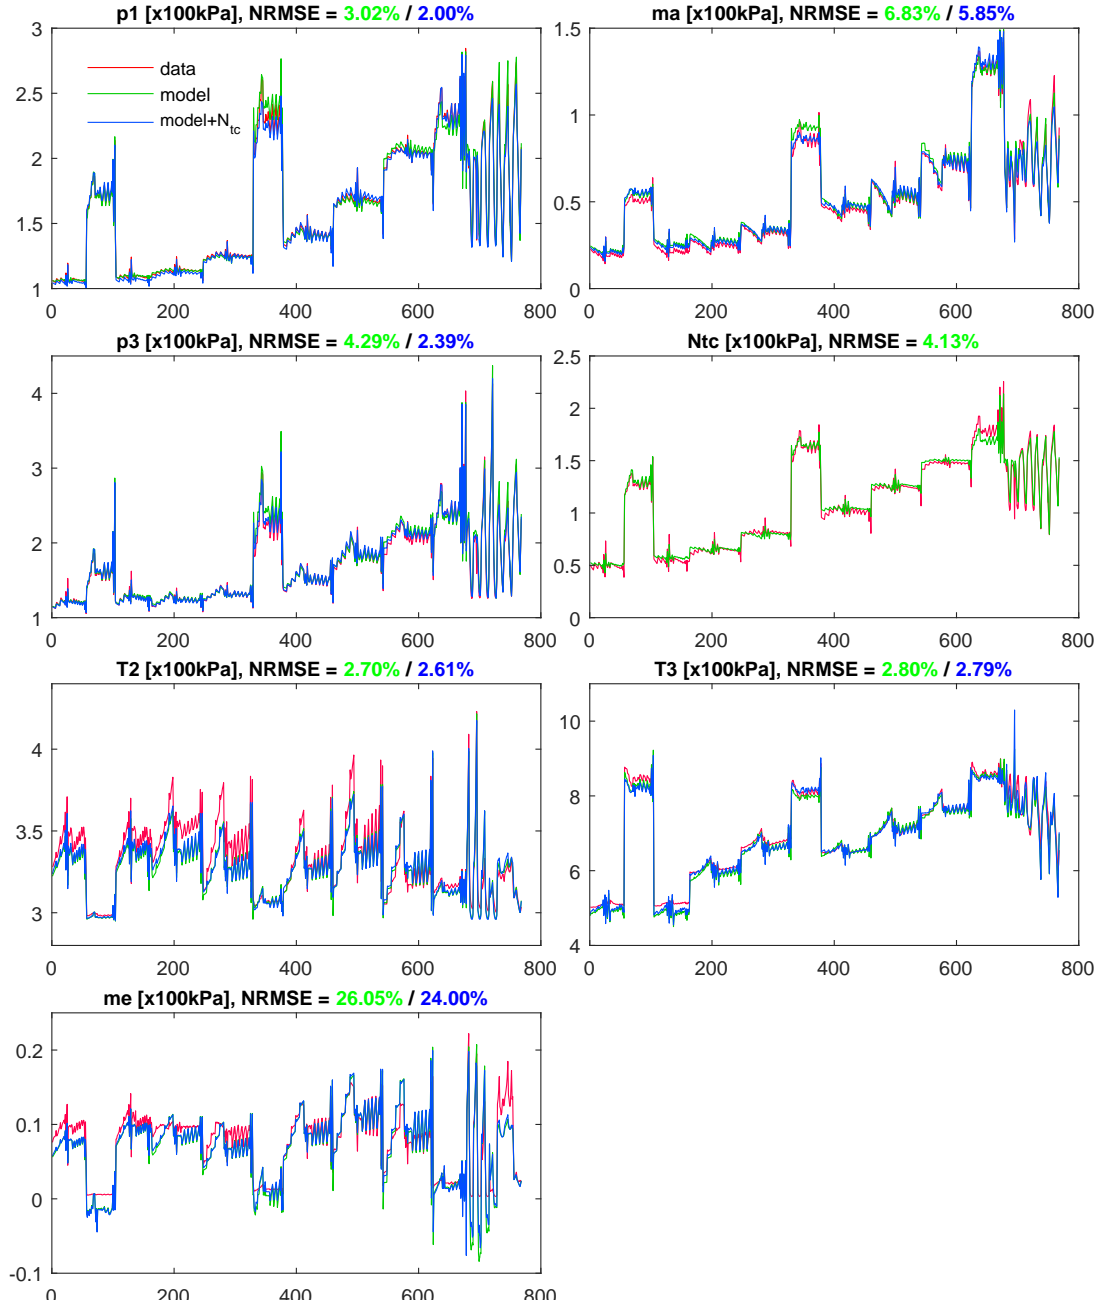 p1 [x100kPa], NRMSE = 3.02% / 2.00%
3
2.5
2
1.5
1
data
model
model+N_tc
0 200 400 600 800
ma [x100kPa], NRMSE = 6.83% / 5.85%
1.5
1
0.5
0
0 200 400 600 800
p3 [x100kPa], NRMSE = 4.29% / 2.39%
4
3
2
1
0 200 400 600 800
Ntc [x100kPa], NRMSE = 4.13%
2.5
2
1.5
1
0.5
0
0 200 400 600 800
T2 [x100kPa], NRMSE = 2.70% / 2.61%
4
3.5
3
0 200 400 600 800
T3 [x100kPa], NRMSE = 2.80% / 2.79%
10
8
6
4
0 200 400 600 800
me [x100kPa], NRMSE = 26.05% / 24.00%
0.2
0.1
0
-0.1
0 200 400 600 800